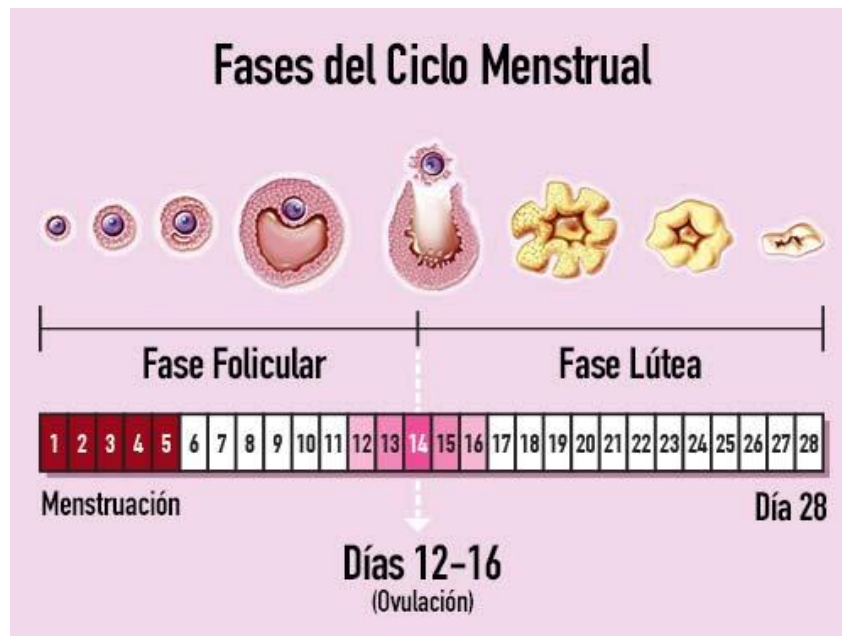 Fases del Ciclo Menstrual
Fase Folicular Fase Lútea
1 2 3 4 5 6 7 8 9 10 11 12 13 14 15 16 17 18 19 20 21 22 23 24 25 26 27 28
Menstruación Día 28
Días 12-16
(Ovulación)